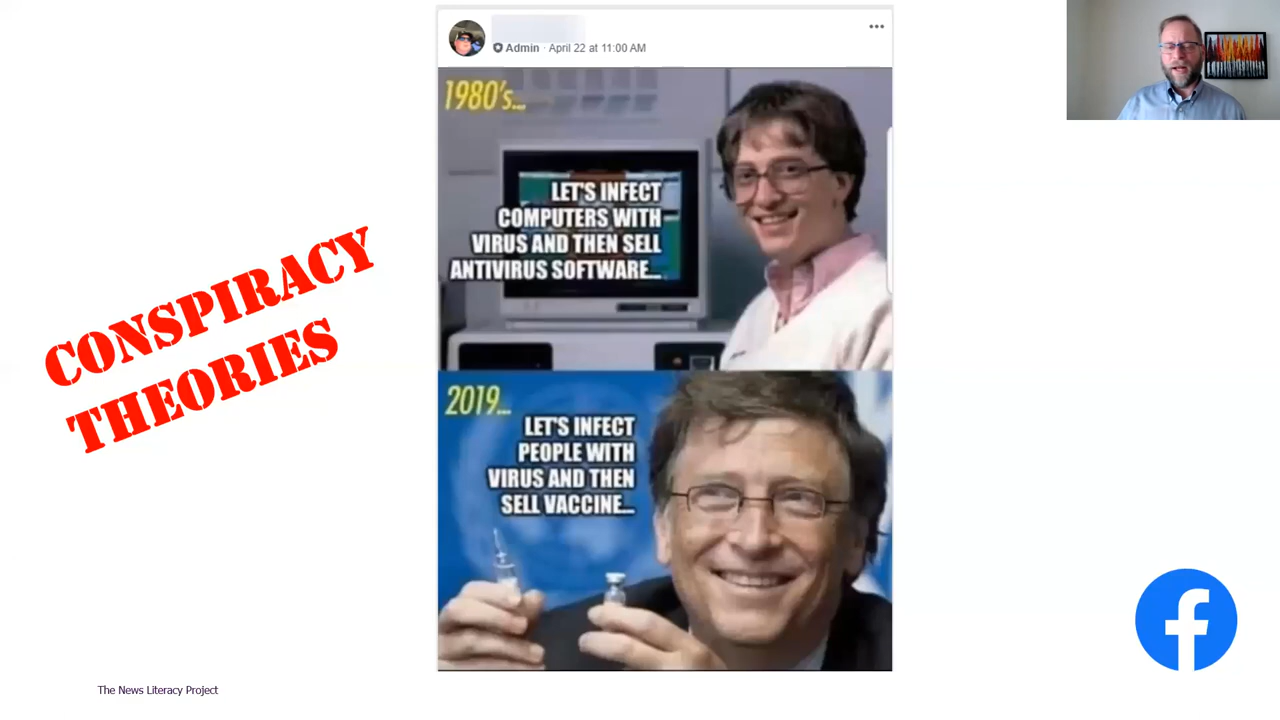 Admin · April 22 at 11:00 AM
1980's...
LET'S INFECT
COMPUTERS WITH
VIRUS AND THEN SELL
ANTIVIRUS SOFTWARE...
CONSPIRACY
THEORIES
2019...
LET'S INFECT
PEOPLE WITH
VIRUS AND THEN
SELL VACCINE...
The News Literacy Project